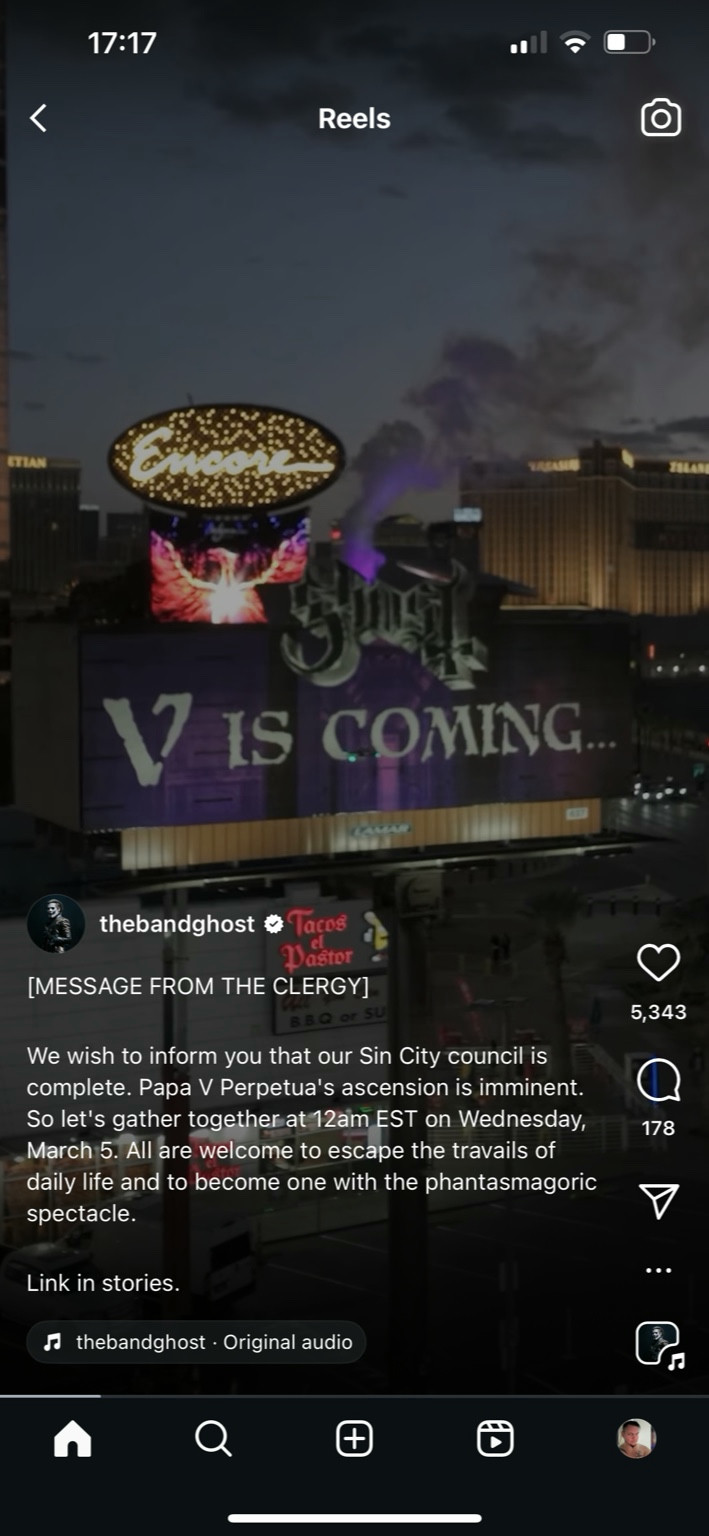 17:17
Reels
Encore
Ghost
V IS COMING...
LAMAR
thebandghost
Tacos
el
Pastor
BBQ or SU
[MESSAGE FROM THE CLERGY]
We wish to inform you that our Sin City council is
complete. Papa V Perpetua's ascension is imminent.
So let's gather together at 12am EST on Wednesday,
March 5. All are welcome to escape the travails of
daily life and to become one with the phantasmagoric
spectacle.
Link in stories.
thebandghost · Original audio
5,343
178